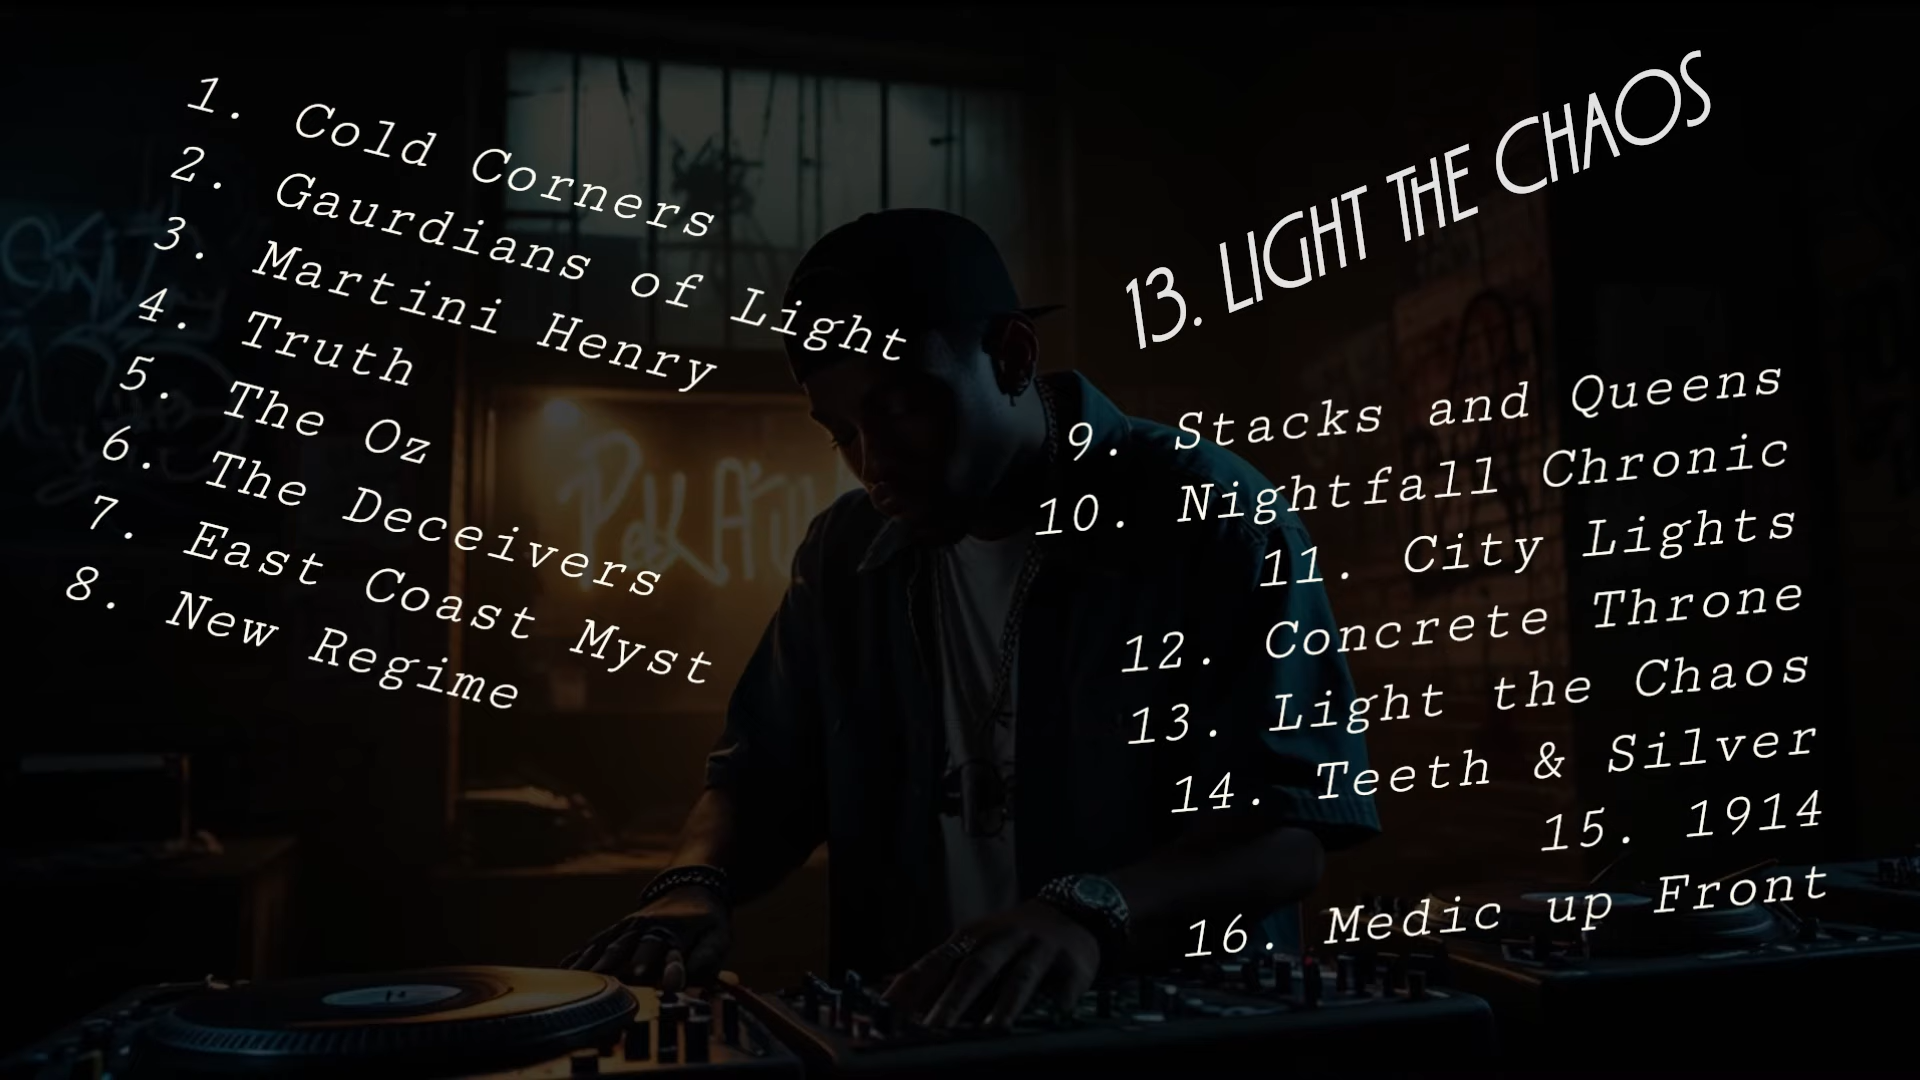 1. Cold Corners
2. Gaurdians of Light
3. Martini Henry
4. Truth
5. The Oz
6. The Deceivers
7. East Coast Myst
8. New Regime
13. LIGHT THE CHAOS
9. Stacks and Queens
10. Nightfall Chronic
11. City Lights
12. Concrete Throne
13. Light the Chaos
14. Teeth & Silver
15. 1914
16. Medic up Front